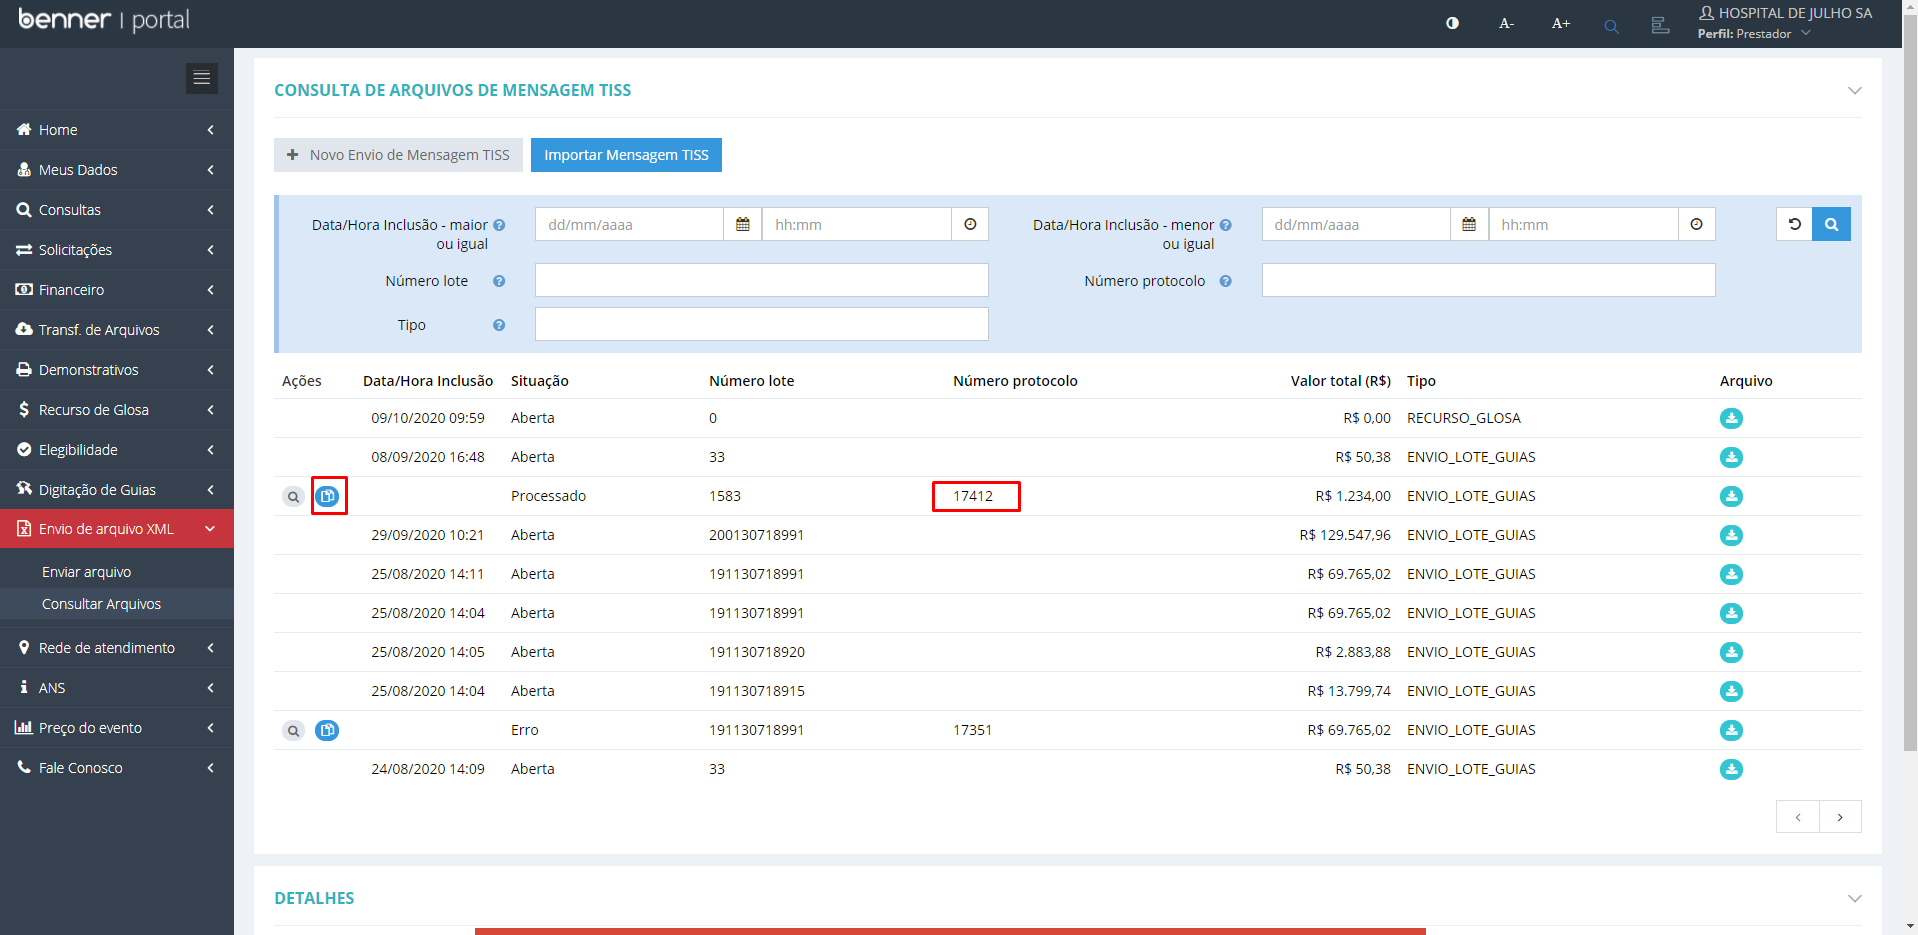 benner | portal
A-
A+
HOSPITAL DE JULHO SA
Perfil: Prestador
Home
Meus Dados
Consultas
Solicitações
Financeiro
Transf. de Arquivos
Demonstrativos
Recurso de Glosa
Elegibilidade
Digitação de Guias
Envio de arquivo XML
Enviar arquivo
Consultar Arquivos
Rede de atendimento
ANS
Preço do evento
Fale Conosco
CONSULTA DE ARQUIVOS DE MENSAGEM TISS
Novo Envio de Mensagem TISS
Importar Mensagem TISS
Data/Hora Inclusão - maior ou igual
dd/mm/aaaa
hh:mm
Data/Hora Inclusão - menor ou igual
dd/mm/aaaa
hh:mm
Número lote
Número protocolo
Tipo
Ações Data/Hora Inclusão Situação Número lote Número protocolo Valor total (R$) Tipo Arquivo
09/10/2020 09:59 Aberta 0 R$ 0,00 RECURSO_GLOSA
08/09/2020 16:48 Aberta 33 R$ 50,38 ENVIO_LOTE_GUIAS
Processado 1583 17412 R$ 1.234,00 ENVIO_LOTE_GUIAS
29/09/2020 10:21 Aberta 200130718991 R$ 129.547,96 ENVIO_LOTE_GUIAS
25/08/2020 14:11 Aberta 191130718991 R$ 69.765,02 ENVIO_LOTE_GUIAS
25/08/2020 14:04 Aberta 191130718991 R$ 69.765,02 ENVIO_LOTE_GUIAS
25/08/2020 14:05 Aberta 191130718920 R$ 2.883,88 ENVIO_LOTE_GUIAS
25/08/2020 14:04 Aberta 191130718915 R$ 13.799,74 ENVIO_LOTE_GUIAS
Erro 191130718991 17351 R$ 69.765,02 ENVIO_LOTE_GUIAS
24/08/2020 14:09 Aberta 33 R$ 50,38 ENVIO_LOTE_GUIAS
DETALHES